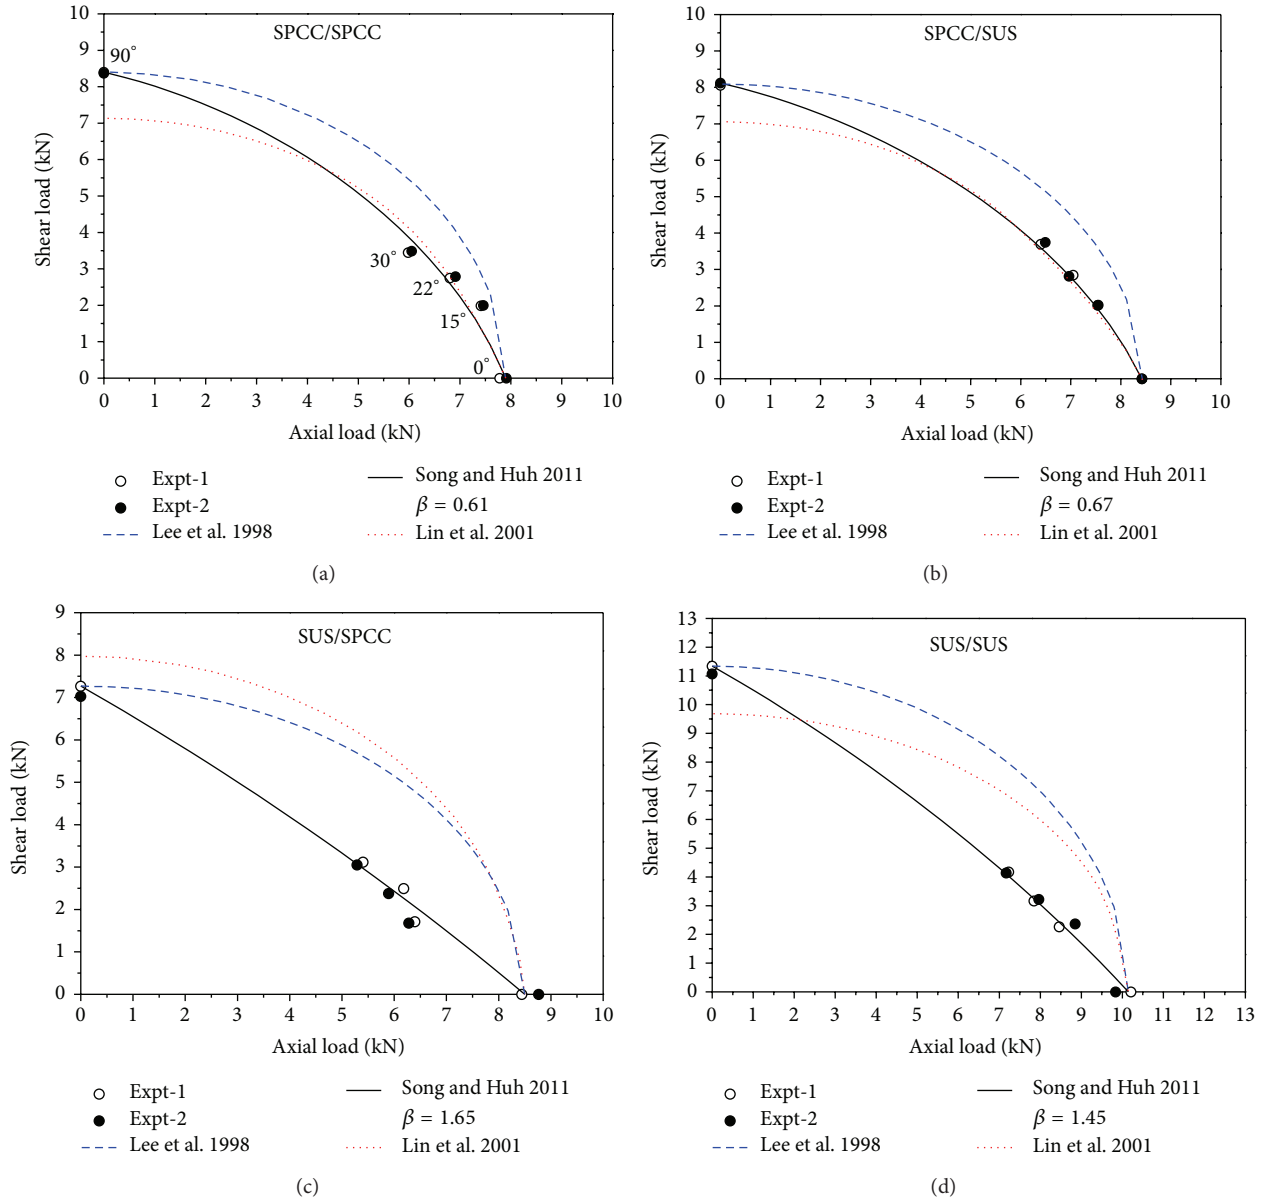 SPCC/SPCC
10
9
8
7
6
5
4
3
2
1
0
Shear load (kN)
90°
30°
22°
15°
0°
0 1 2 3 4 5 6 7 8 9 10
Axial load (kN)
Expt-1
Expt-2
Lee et al. 1998
Song and Huh 2011
β = 0.61
Lin et al. 2001
(a)
SPCC/SUS
10
9
8
7
6
5
4
3
2
1
0
Shear load (kN)
0 1 2 3 4 5 6 7 8 9 10
Axial load (kN)
Expt-1
Expt-2
Lee et al. 1998
Song and Huh 2011
β = 0.67
Lin et al. 2001
(b)
SUS/SPCC
9
8
7
6
5
4
3
2
1
0
Shear load (kN)
0 1 2 3 4 5 6 7 8 9 10
Axial load (kN)
Expt-1
Expt-2
Lee et al. 1998
Song and Huh 2011
β = 1.65
Lin et al. 2001
(c)
SUS/SUS
13
12
11
10
9
8
7
6
5
4
3
2
1
0
Shear load (kN)
0 1 2 3 4 5 6 7 8 9 10 11 12 13
Axial load (kN)
Expt-1
Expt-2
Lee et al. 1998
Song and Huh 2011
β = 1.45
Lin et al. 2001
(d)